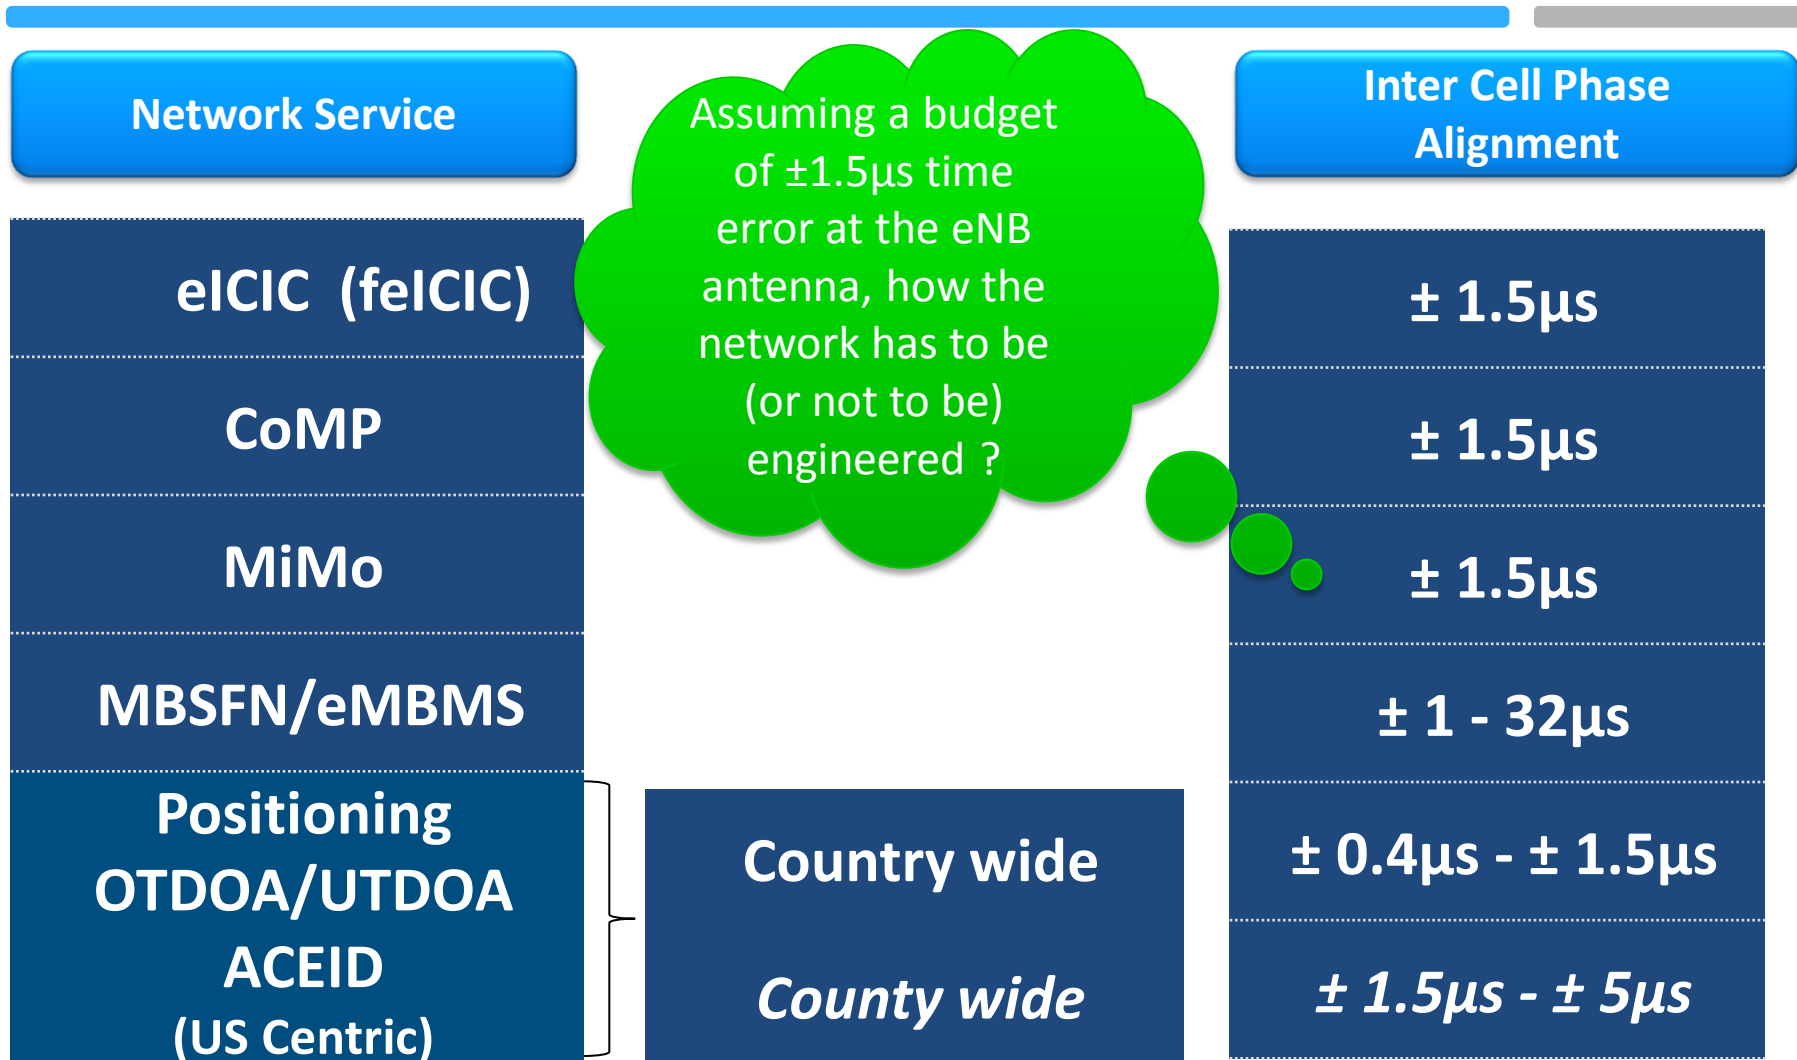 Network Service
Assuming a budget
of ±1.5µs time
error at the eNB
antenna, how the
network has to be
(or not to be)
engineered ?
Inter Cell Phase
Alignment
eICIC (feICIC)
± 1.5µs
CoMP
± 1.5µs
MiMo
± 1.5µs
MBSFN/eMBMS
± 1 - 32µs
Positioning
OTDOA/UTDOA
ACEID
(US Centric)
Country wide
± 0.4µs - ± 1.5µs
County wide
± 1.5µs - ± 5µs